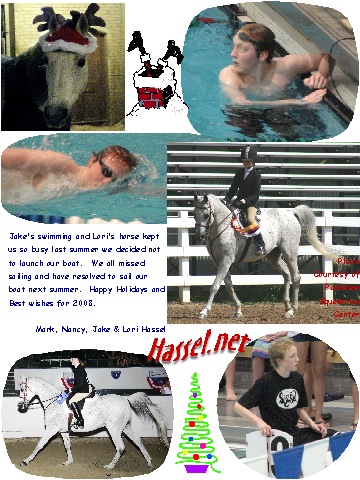 Jake's swimming and Lori's horse kept
us so busy last summer we decided not
to launch our boat.  We all missed
sailing and have resolved to sail our
boat next summer.  Happy Holidays and
Best wishes for 2008.
Mark, Nancy, Jake & Lori Hassel
Photo
Courtesy of
Equestrian
Center
Hassel.net